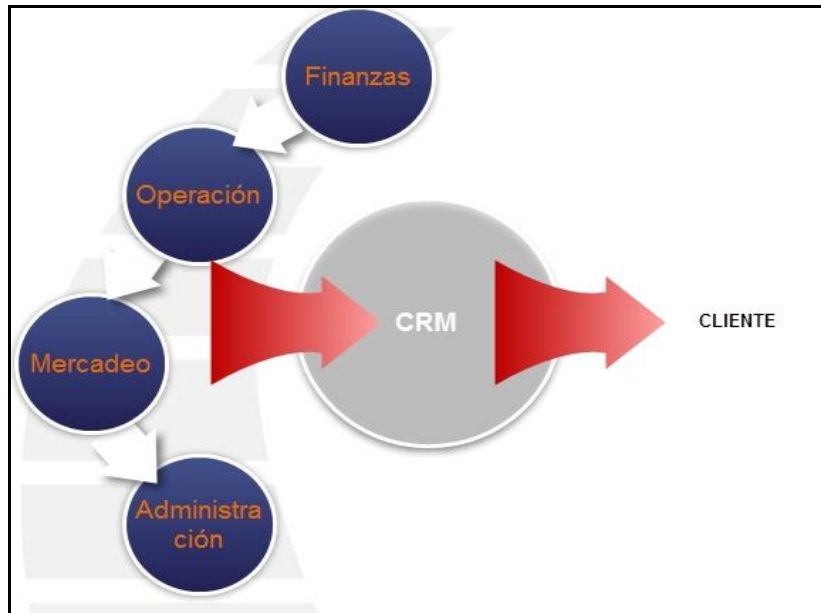 Finanzas
Operación
Mercadeo
Administra
ción
CRM
CLIENTE